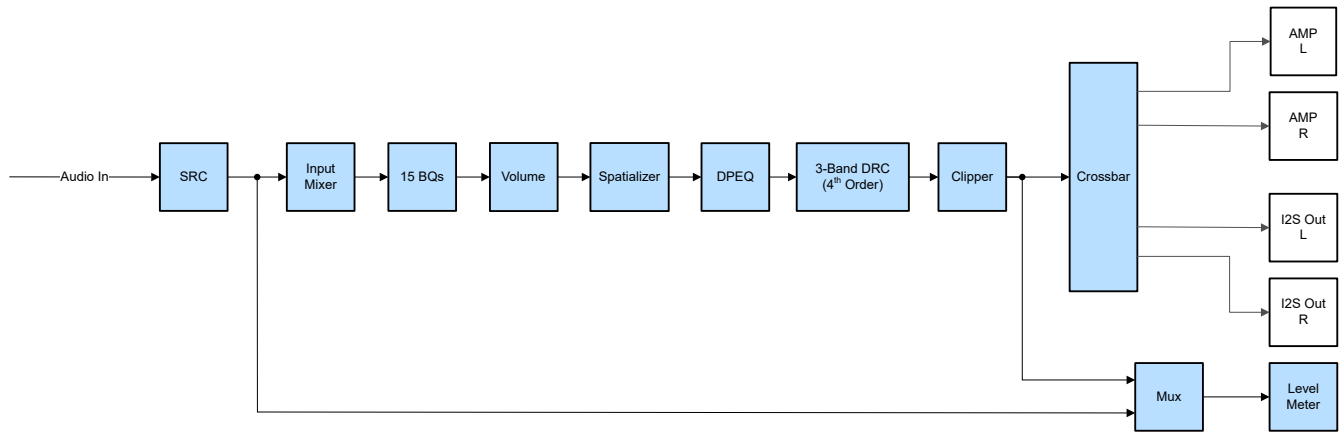 AMP
L
AMP
R
Audio In
SRC
Input
Mixer
15 BQs
Volume
Spatializer
DPEQ
3-Band DRC
(4th Order)
Clipper
Crossbar
I2S Out
L
I2S Out
R
Mux
Level
Meter